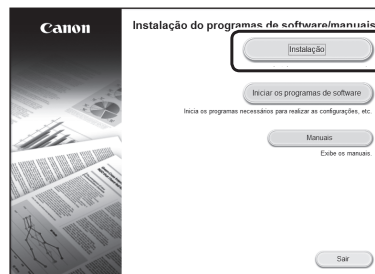 Canon
Instalação do programas de software/manuais
Instalação
Iniciar os programas de software
Inicia os programas necessários para realizar as configurações, etc.
Manuais
Exibe os manuais.
Sair